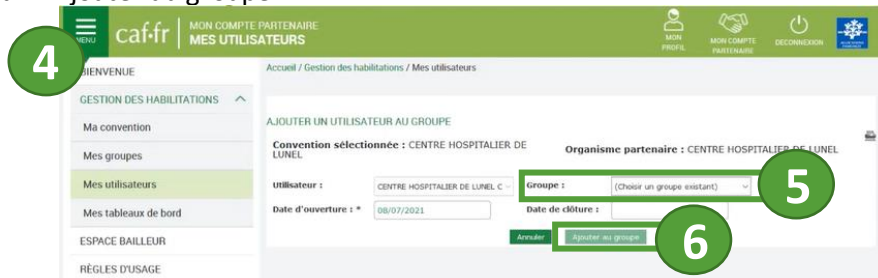 caf·fr MON COMPTE PARTENAIRE
MES UTILISATEURS
MENU
MON PROFIL
MON COMPTE PARTENAIRE
DECONNEXION
4
BIENVENUE
Accueil / Gestion des habilitations / Mes utilisateurs
GESTION DES HABILITATIONS
Ma convention
Mes groupes
Mes utilisateurs
Mes tableaux de bord
ESPACE BAILLEUR
RÈGLES D'USAGE
AJOUTER UN UTILISATEUR AU GROUPE
Convention sélectionnée : CENTRE HOSPITALIER DE LUNEL
Organisme partenaire : CENTRE HOSPITALIER DE LUNEL
Utilisateur : CENTRE HOSPITALIER DE LUNEL C
Groupe : (Choisir un groupe existant)
5
Date d'ouverture : * 08/07/2021
Date de clôture :
Annuler
Ajouter au groupe
6